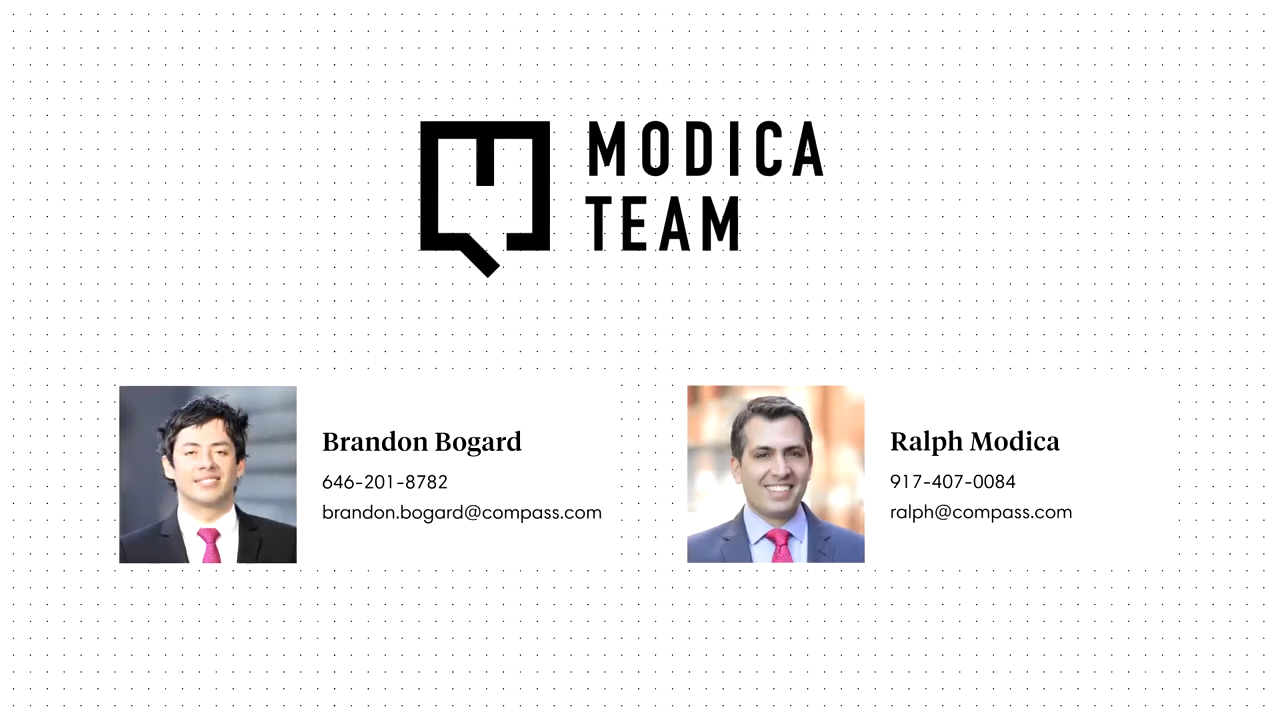 MODICA
TEAM
Brandon Bogard
646-201-8782
brandon.bogard@compass.com
Ralph Modica
917-407-0084
ralph@compass.com